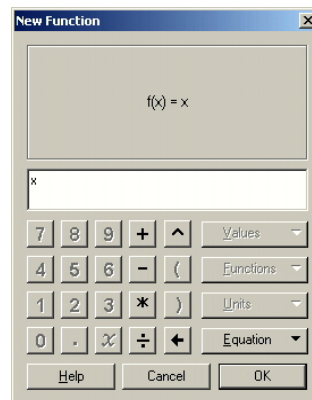 New Function
f(x) = x
x
7 8 9 + ^ Values
4 5 6 - ( Functions
1 2 3 * ) Units
0 . x ÷ ← Equation
Help Cancel OK